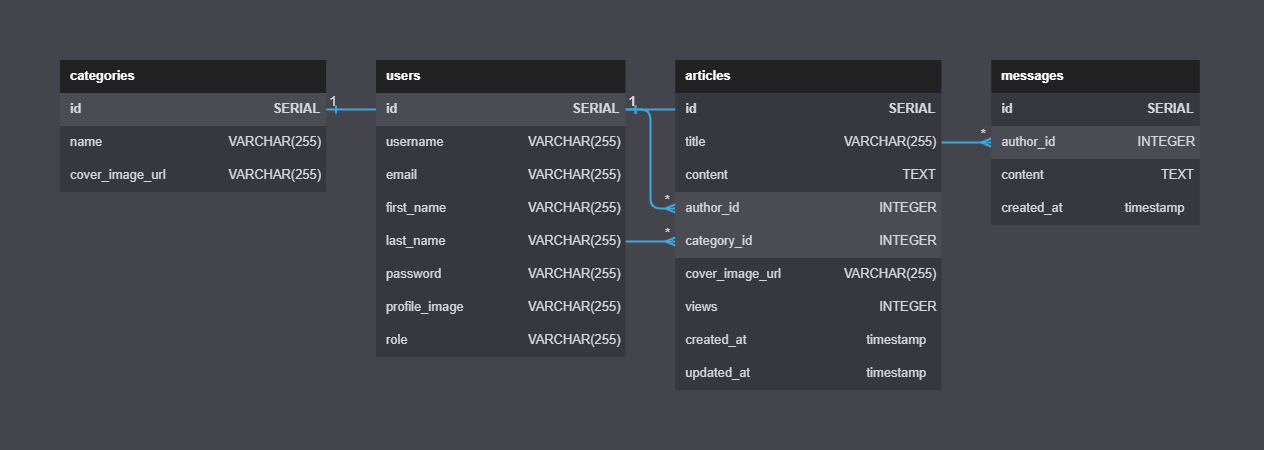 categories
id SERIAL 1
name VARCHAR(255)
cover_image_url VARCHAR(255)
users
id SERIAL 1
username VARCHAR(255)
email VARCHAR(255)
first_name VARCHAR(255)
last_name VARCHAR(255)
password VARCHAR(255)
profile_image VARCHAR(255)
role VARCHAR(255)
articles
id SERIAL
title VARCHAR(255)
content TEXT
* author_id INTEGER
* category_id INTEGER
cover_image_url VARCHAR(255)
views INTEGER
created_at timestamp
updated_at timestamp
messages
id SERIAL
* author_id INTEGER
content TEXT
created_at timestamp